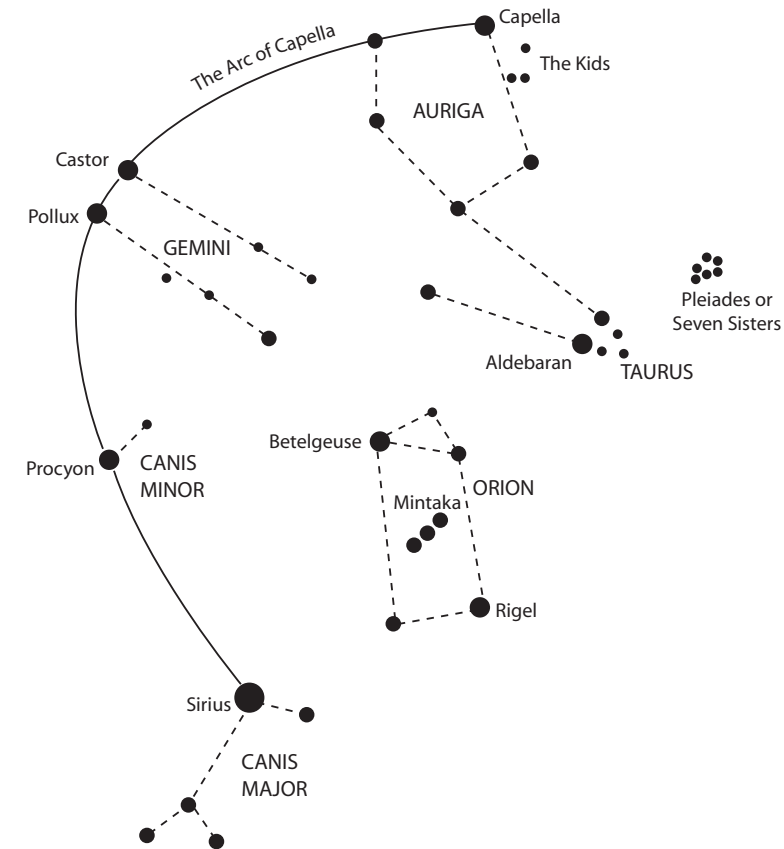 Capella
The Arc of Capella
The Kids
AURIGA
Castor
Pollux
GEMINI
Pleiades or
Seven Sisters
Aldebaran
TAURUS
Betelgeuse
Procyon
CANIS
MINOR
ORION
Mintaka
Rigel
Sirius
CANIS
MAJOR